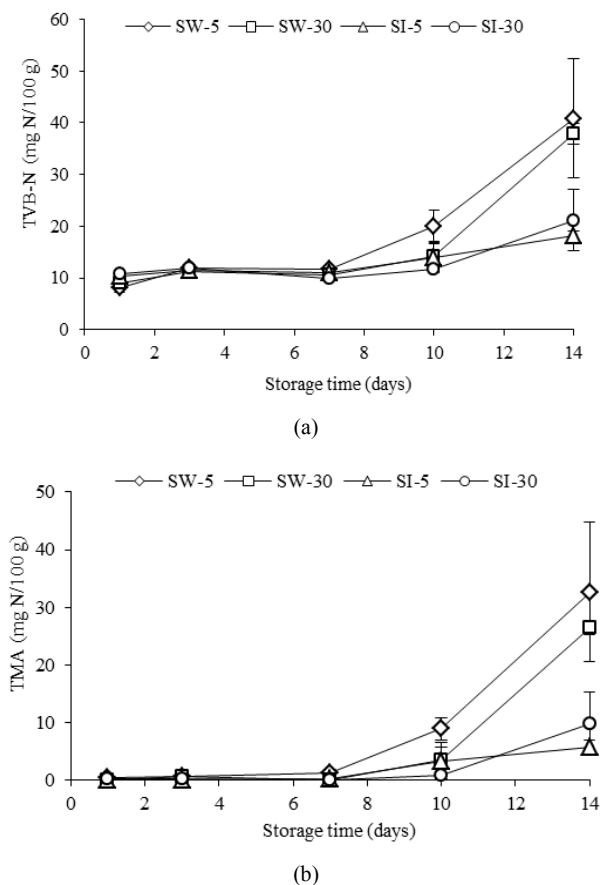 SW-5 SW-30 SI-5 SI-30
60
50
40
30
20
10
0
TVB-N (mg N/100 g)
0 2 4 6 8 10 12 14
Storage time (days)
(a)
SW-5 SW-30 SI-5 SI-30
50
40
30
20
10
0
TMA (mg N/100 g)
0 2 4 6 8 10 12 14
Storage time (days)
(b)